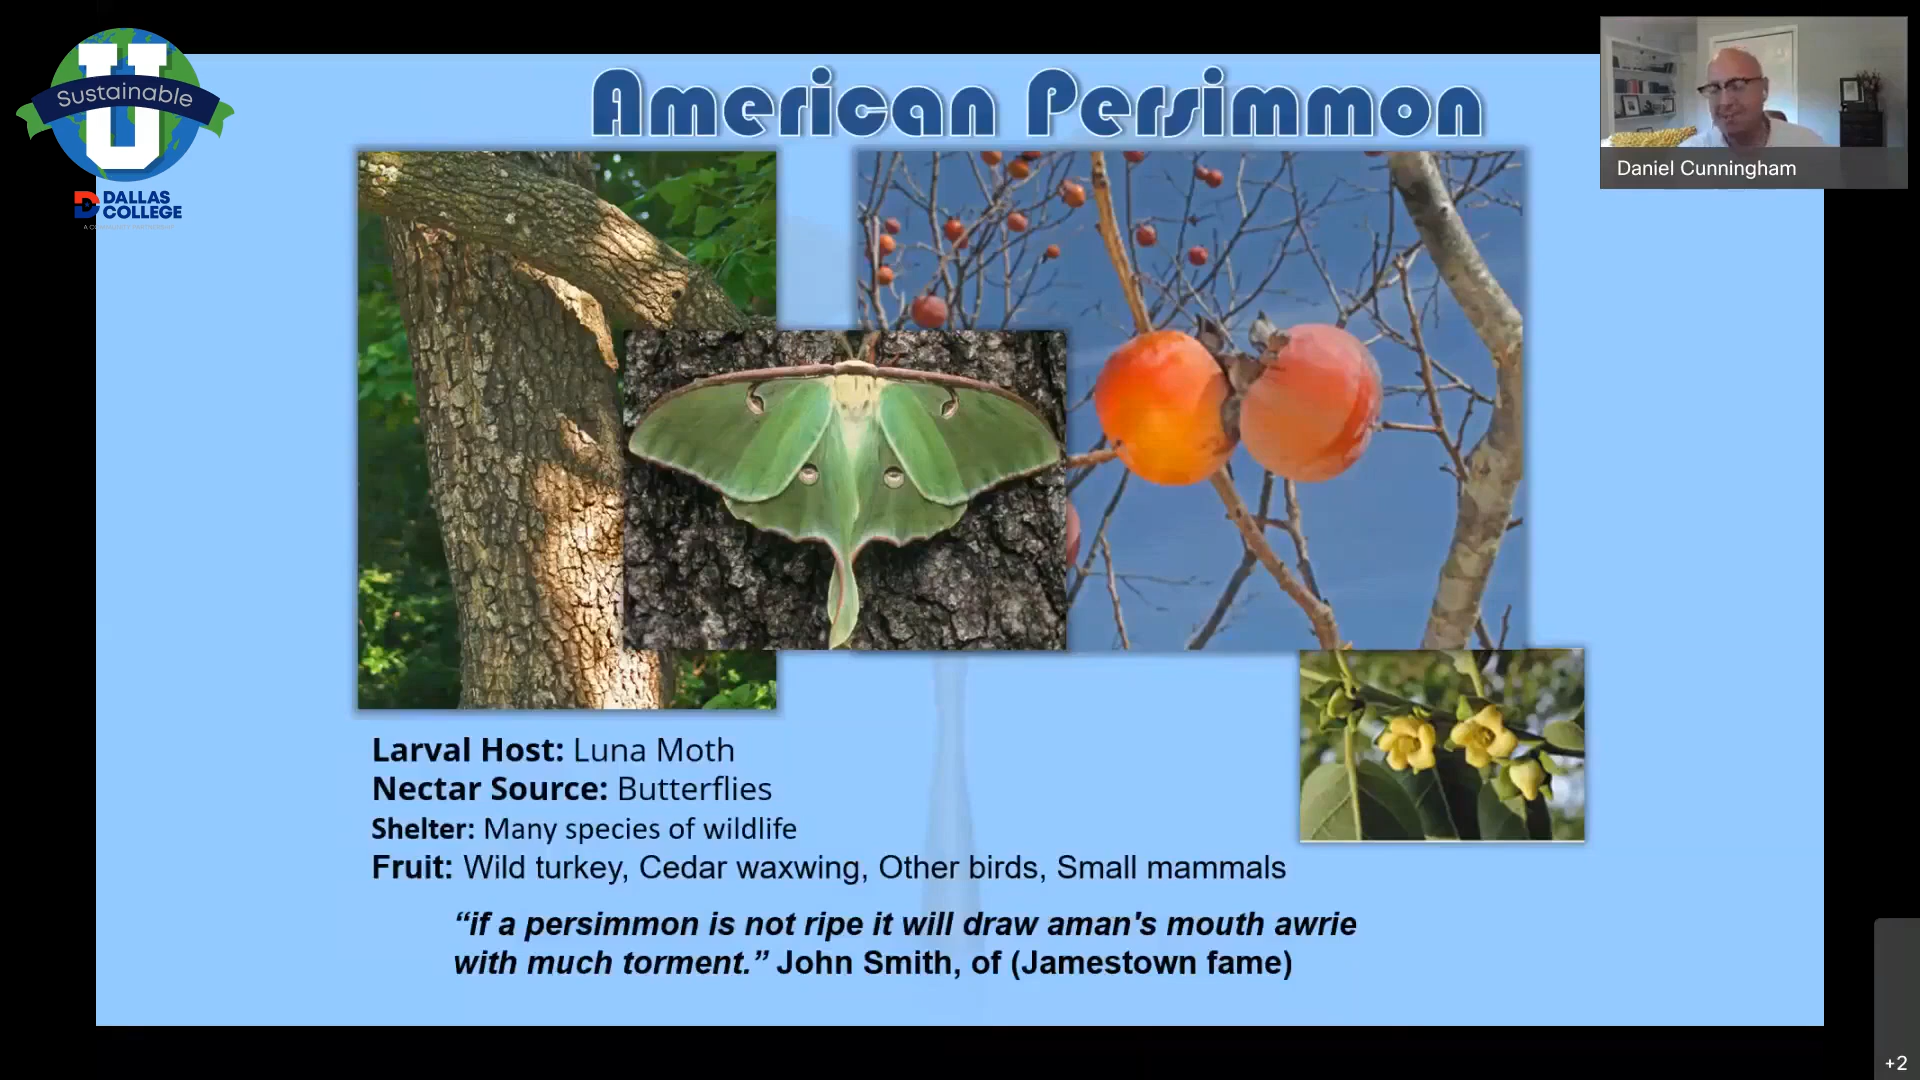 Sustainable
U
DALLAS
COLLEGE
American Persimmon
Daniel Cunningham
Larval Host: Luna Moth
Nectar Source: Butterflies
Shelter: Many species of wildlife
Fruit: Wild turkey, Cedar waxwing, Other birds, Small mammals
“if a persimmon is not ripe it will draw aman's mouth awrie
with much torment.” John Smith, of (Jamestown fame)
+2